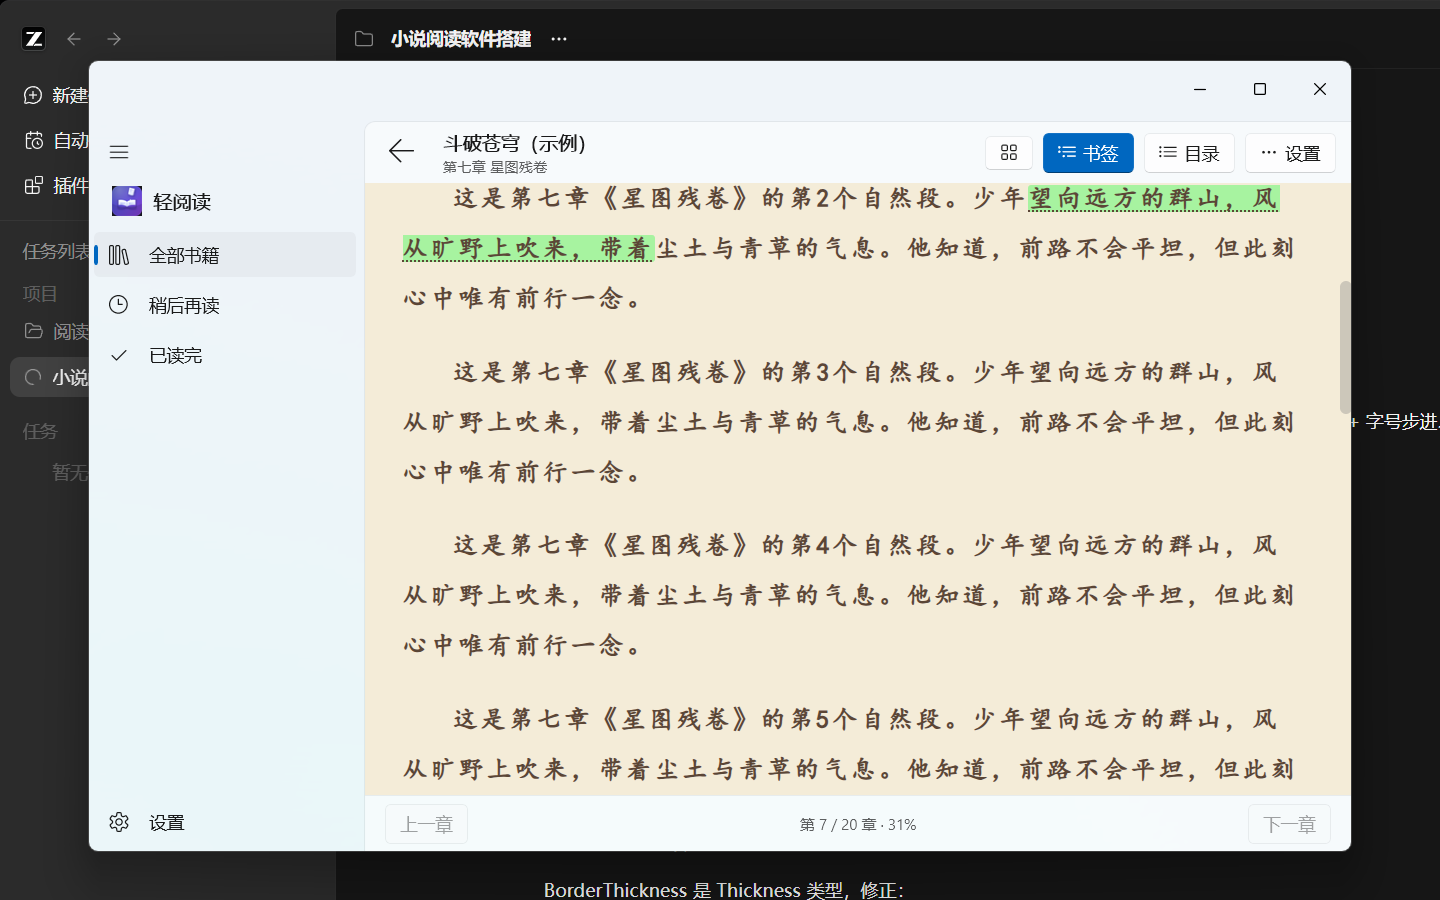 小说阅读软件搭建
新建
自动
插件
任务列表
项目
阅读
小说
任务
暂无
轻阅读
全部书籍
稍后再读
已读完
设置
斗破苍穹（示例）
第七章 星图残卷
书签
目录
设置
这是第七章《星图残卷》的第2个自然段。少年望向远方的群山，风
从旷野上吹来，带着尘土与青草的气息。他知道，前路不会平坦，但此刻
心中唯有前行一念。
这是第七章《星图残卷》的第3个自然段。少年望向远方的群山，风
从旷野上吹来，带着尘土与青草的气息。他知道，前路不会平坦，但此刻
心中唯有前行一念。
这是第七章《星图残卷》的第4个自然段。少年望向远方的群山，风
从旷野上吹来，带着尘土与青草的气息。他知道，前路不会平坦，但此刻
心中唯有前行一念。
这是第七章《星图残卷》的第5个自然段。少年望向远方的群山，风
从旷野上吹来，带着尘土与青草的气息。他知道，前路不会平坦，但此刻
上一章
第 7 / 20 章 · 31%
下一章
+ 字号步进
BorderThickness 是 Thickness 类型，修正：